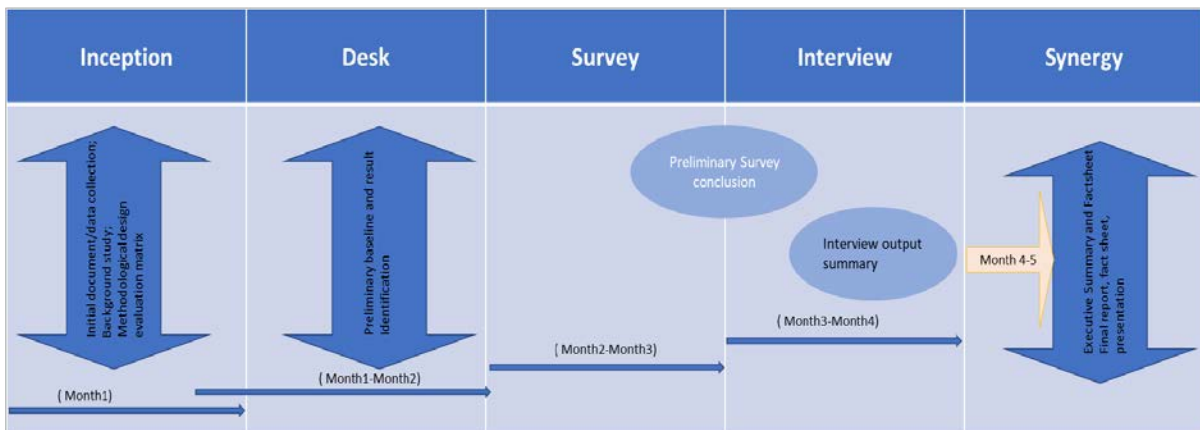 Inception
Desk
Survey
Interview
Synergy
Initial document/data collection;
Background study;
Methodological design
evaluation matrix
Preliminary baseline and result
Identification
Preliminary Survey
conclusion
Interview output
summary
Month 4-5
Executive Summary and Factsheet
Final report, fact sheet,
presentation
( Month1)
( Month1-Month2)
( Month2-Month3)
( Month3-Month4)